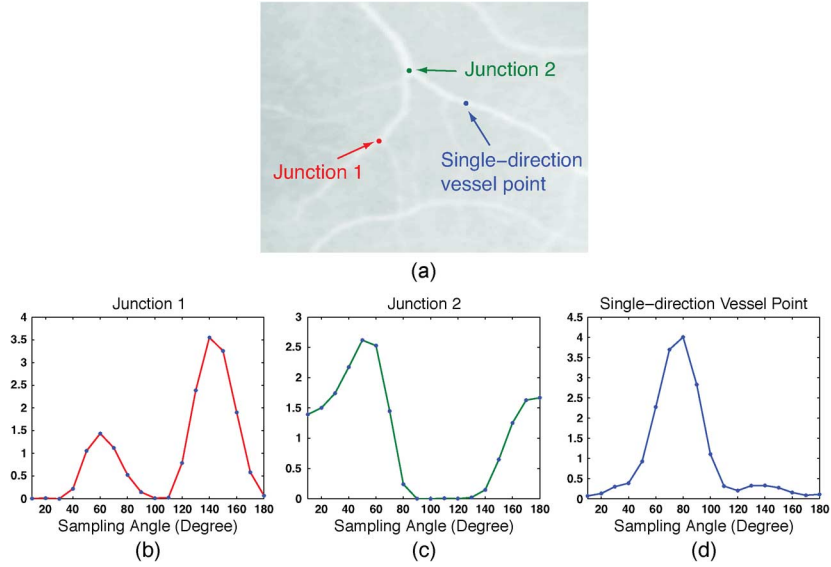 Junction 2
Junction 1
Single-direction
vessel point
(a)
Junction 1
4
3.5
3
2.5
2
1.5
1
0.5
0
20 40 60 80 100 120 140 160 180
Sampling Angle (Degree)
(b)
Junction 2
3
2.5
2
1.5
1
0.5
0
20 40 60 80 100 120 140 160 180
Sampling Angle (Degree)
(c)
Single-direction Vessel Point
4.5
4
3.5
3
2.5
2
1.5
1
0.5
0
20 40 60 80 100 120 140 160 180
Sampling Angle (Degree)
(d)